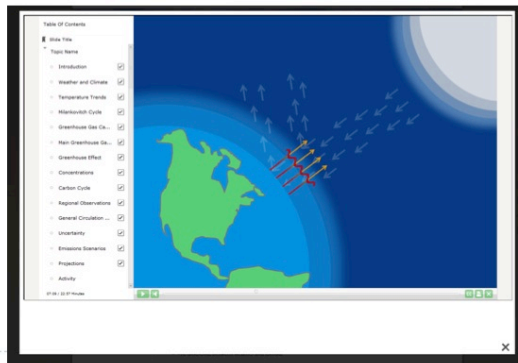 Table Of Contents
Slide Title
Topic Name
Introduction
Weather and Climate
Temperature Trends
Milankovitch Cycle
Greenhouse Gas Ca...
Main Greenhouse Ga...
Greenhouse Effect
Concentrations
Carbon Cycle
Regional Observations
General Circulation ...
Uncertainty
Emissions Scenarios
Projections
Activity